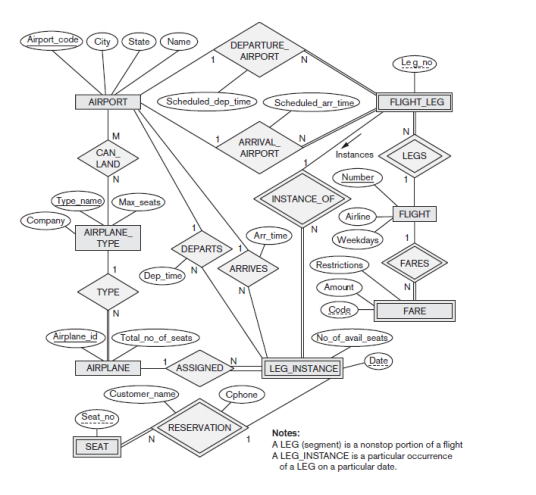 Airport_code
City
State
Name
DEPARTURE_
AIRPORT
1
N
Leg_no
Scheduled_dep_time
Scheduled_arr_time
AIRPORT
FLIGHT_LEG
M
1
N
N
ARRIVAL_
AIRPORT
CAN_
LAND
Instances
LEGS
1
N
Number
1
Type_name
Max_seats
INSTANCE_OF
Company
Airline
FLIGHT
N
AIRPLANE_
TYPE
Arr_time
Weekdays
1
1
1
DEPARTS
Restrictions
FARES
Dep_time
N
ARRIVES
TYPE
Amount
N
N
Code
FARE
N
Airplane_id
Total_no_of_seats
No_of_avail_seats
AIRPLANE
1
ASSIGNED
N
LEG_INSTANCE
Date
Customer_name
Cphone
Seat_no
RESERVATION
SEAT
N
1
Notes:
A LEG (segment) is a nonstop portion of a flight
A LEG_INSTANCE is a particular occurrence
of a LEG on a particular date.